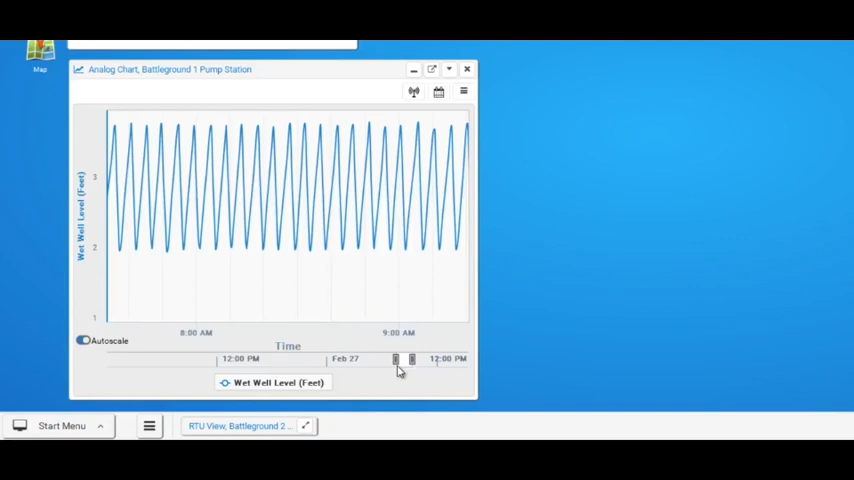 Map
Analog Chart, Battleground 1 Pump Station
Wet Well Level (Feet)
3
2
1
8:00 AM
9:00 AM
Time
Autoscale
12:00 PM
Feb 27
12:00 PM
Wet Well Level (Feet)
Start Menu
RTU View, Battleground 2 ...